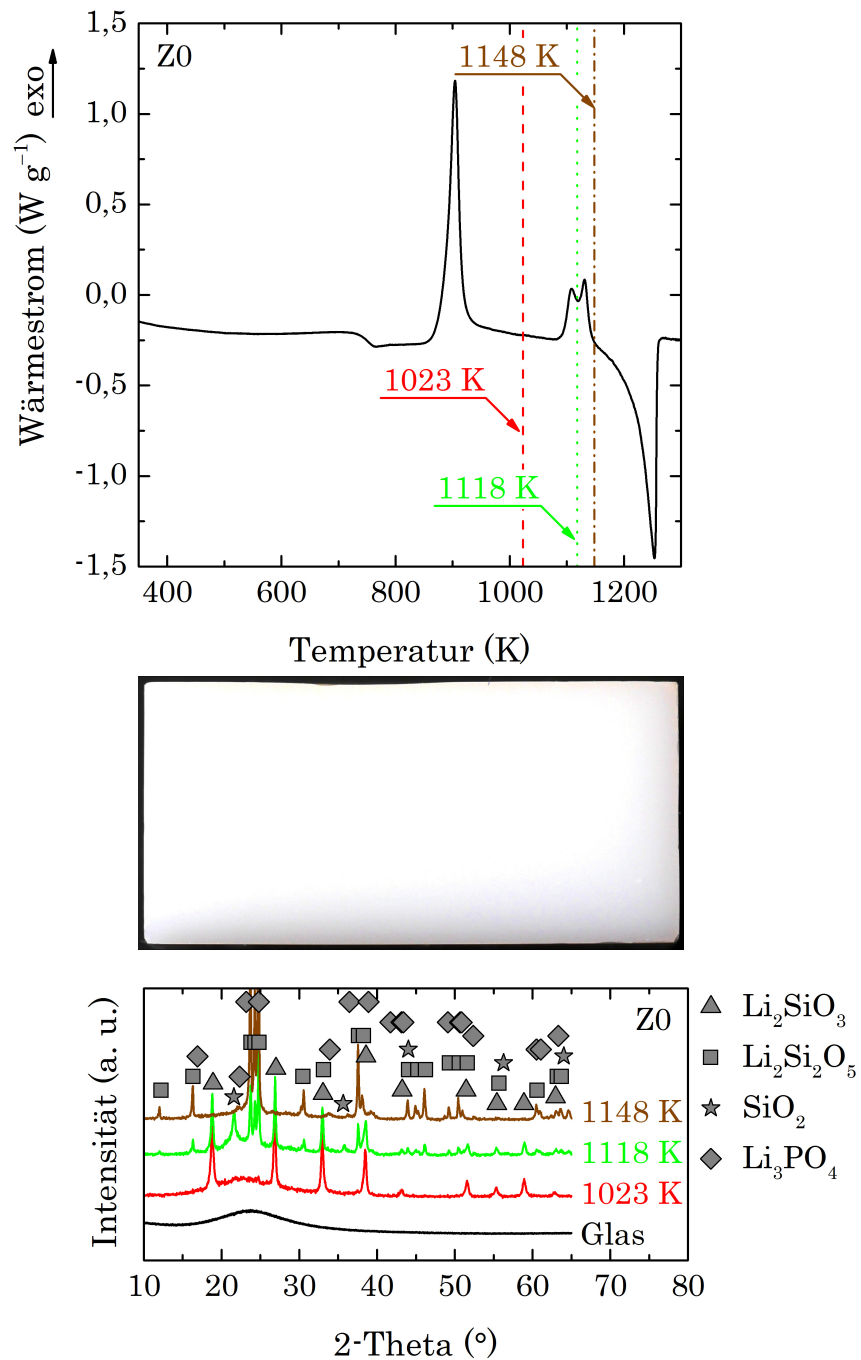 Z0
1148 K
1023 K
1118 K
Wärmestrom (W g⁻¹) exo
1,5
1,0
0,5
0,0
-0,5
-1,0
-1,5
400 600 800 1000 1200
Temperatur (K)
Z0
Li₂SiO₃
Li₂Si₂O₅
SiO₂
Li₃PO₄
1148 K
1118 K
1023 K
Glas
Intensität (a. u.)
10 20 30 40 50 60 70 80
2-Theta (°)